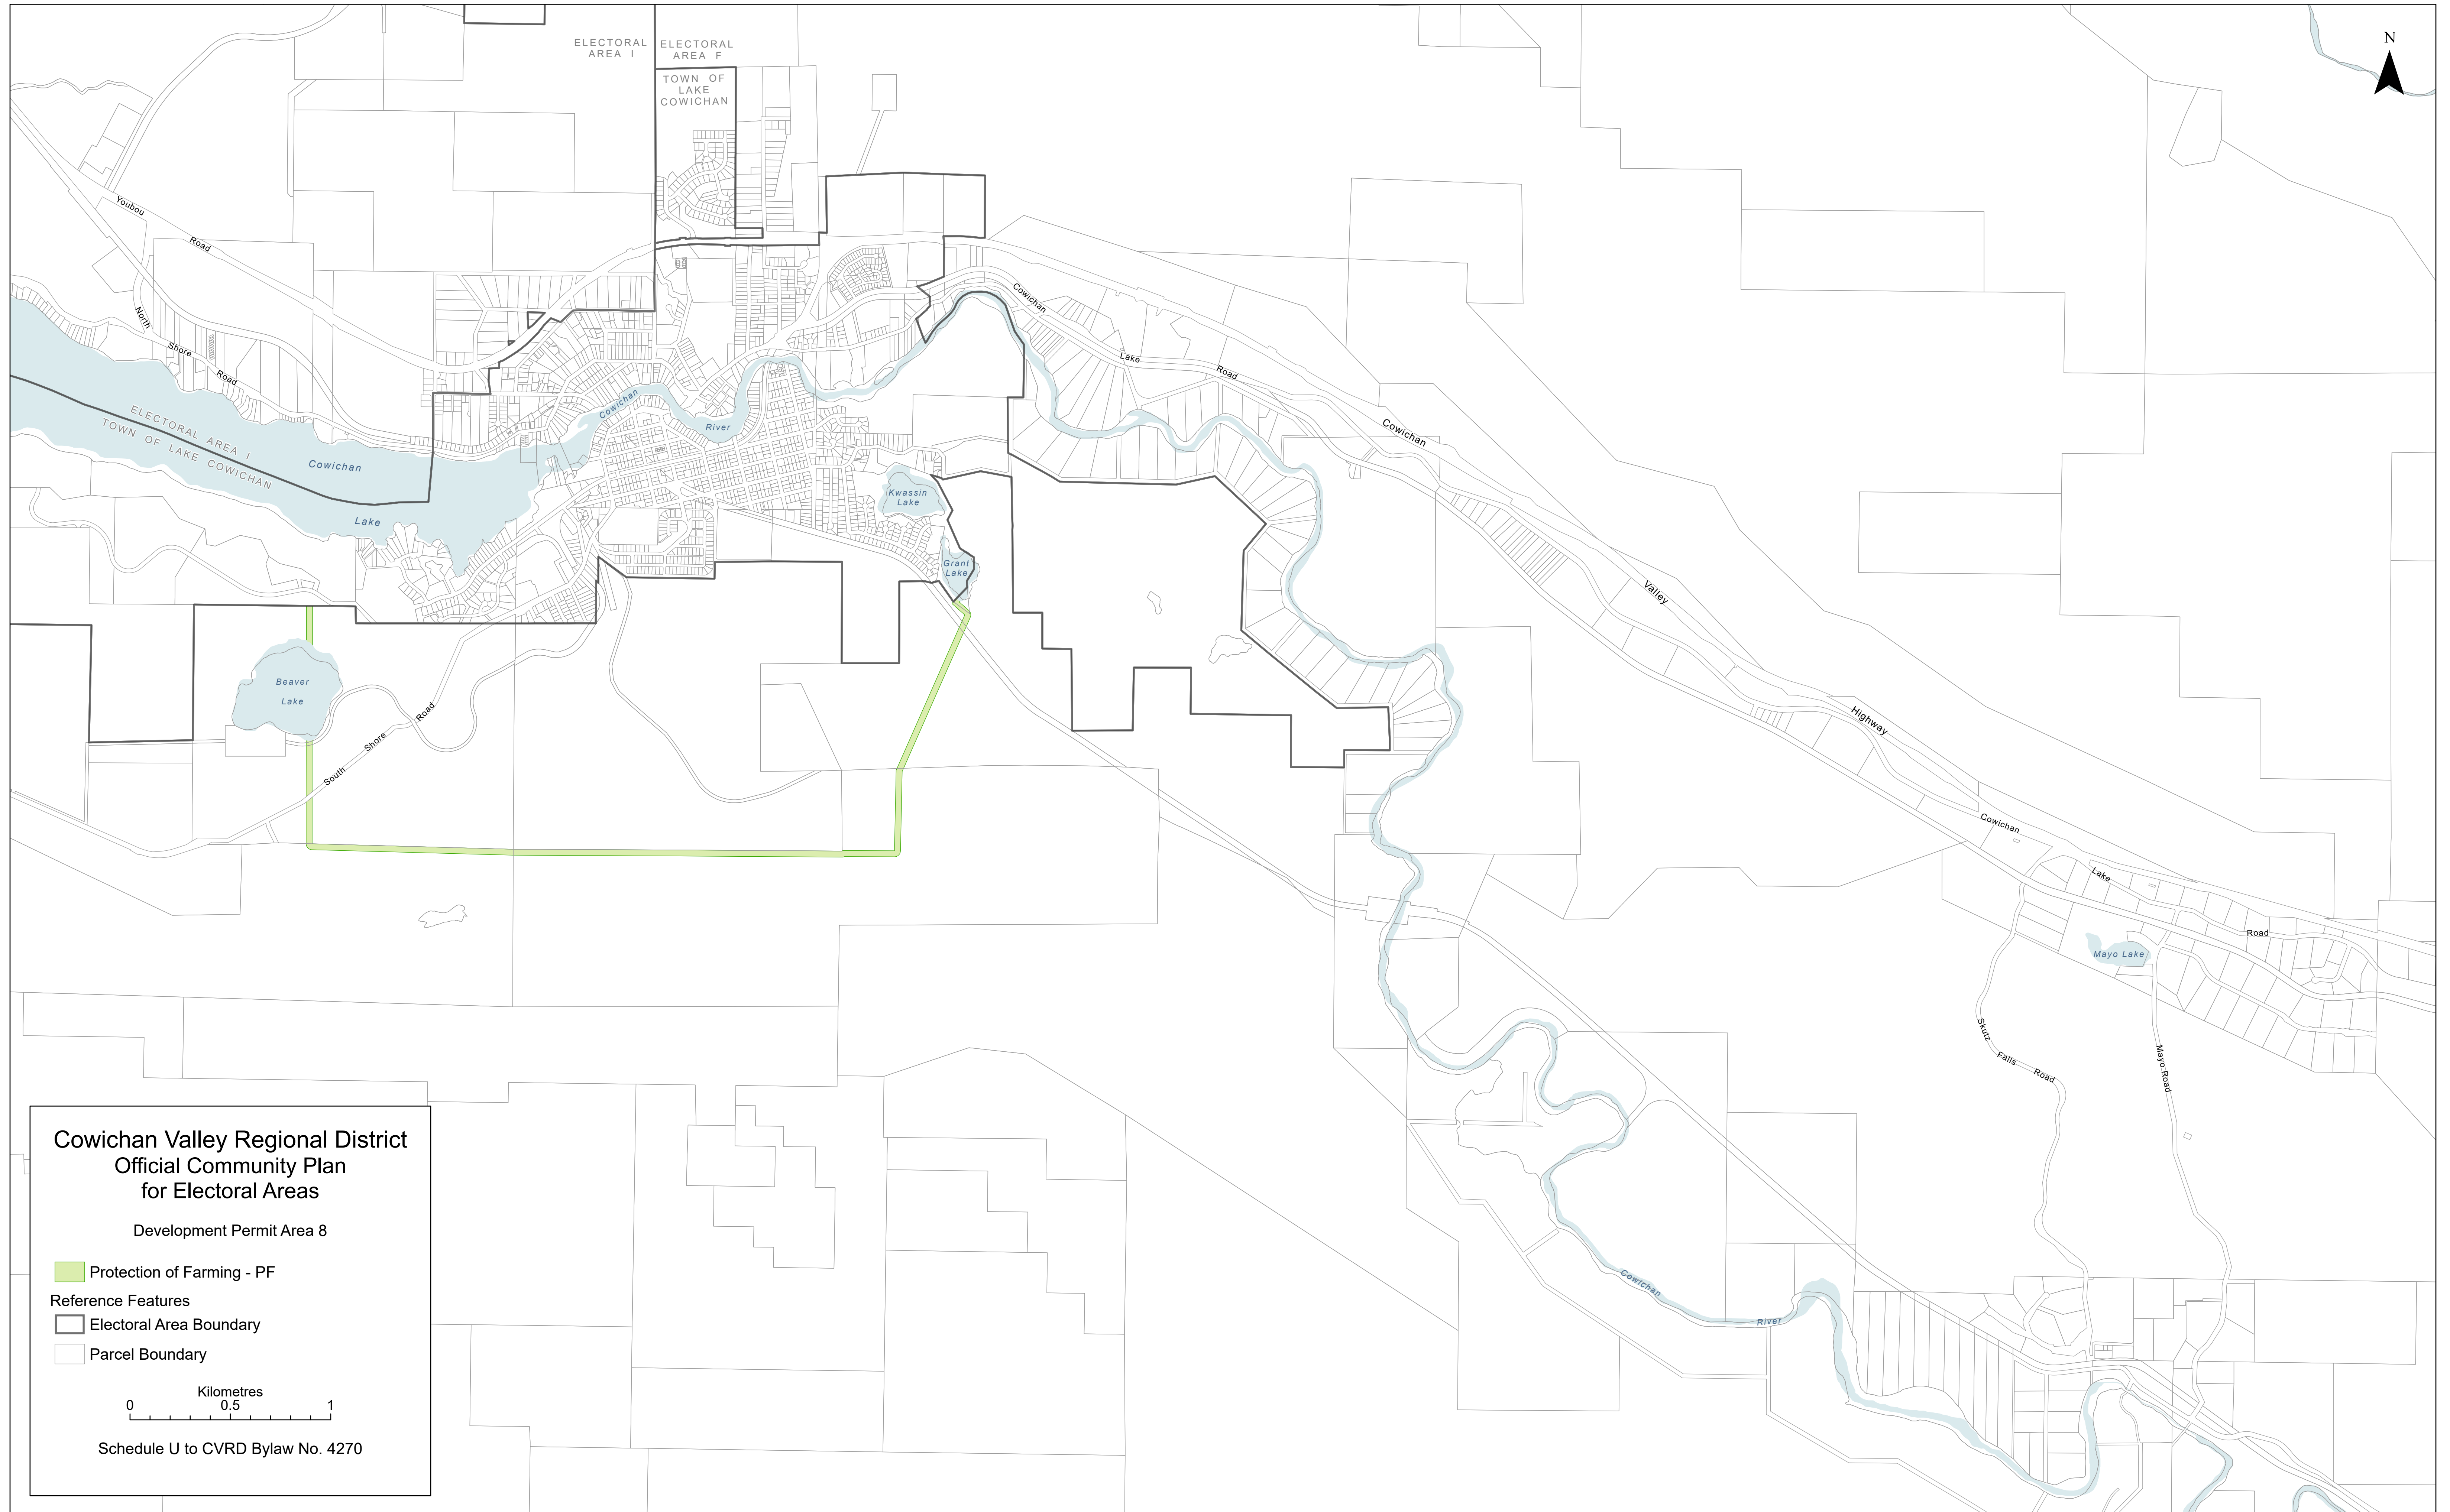 ELECTORAL
AREA I
ELECTORAL
AREA F
TOWN OF
LAKE
COWICHAN
N
Youbou
Road
North
Shore
Road
Cowichan
Lake
Road
ELECTORAL AREA I
TOWN OF LAKE COWICHAN
Cowichan
Lake
Cowichan
River
Kwassin
Lake
Grant
Lake
Cowichan
Valley
Highway
Beaver
Lake
South
Shore
Road
Cowichan
Lake
Road
Mayo Lake
Skutz
Falls
Road
Mayo Road
Cowichan
River
Cowichan Valley Regional District
Official Community Plan
for Electoral Areas
Development Permit Area 8
Protection of Farming - PF
Reference Features
Electoral Area Boundary
Parcel Boundary
Kilometres
0 0.5 1
Schedule U to CVRD Bylaw No. 4270